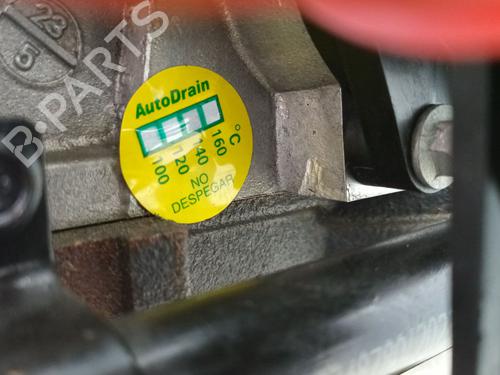 23
5
B-PARTS
AutoDrain
100 120 140 160 °C
NO
DESPEGAR